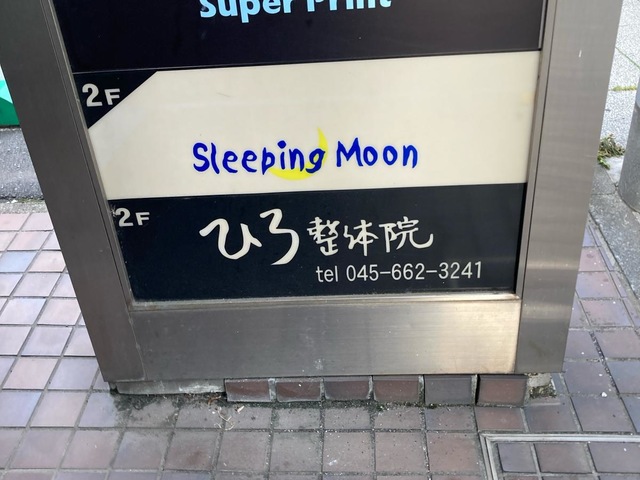 Super Print
2F
Sleeping Moon
2F
ひろ整体院
tel 045-662-3241